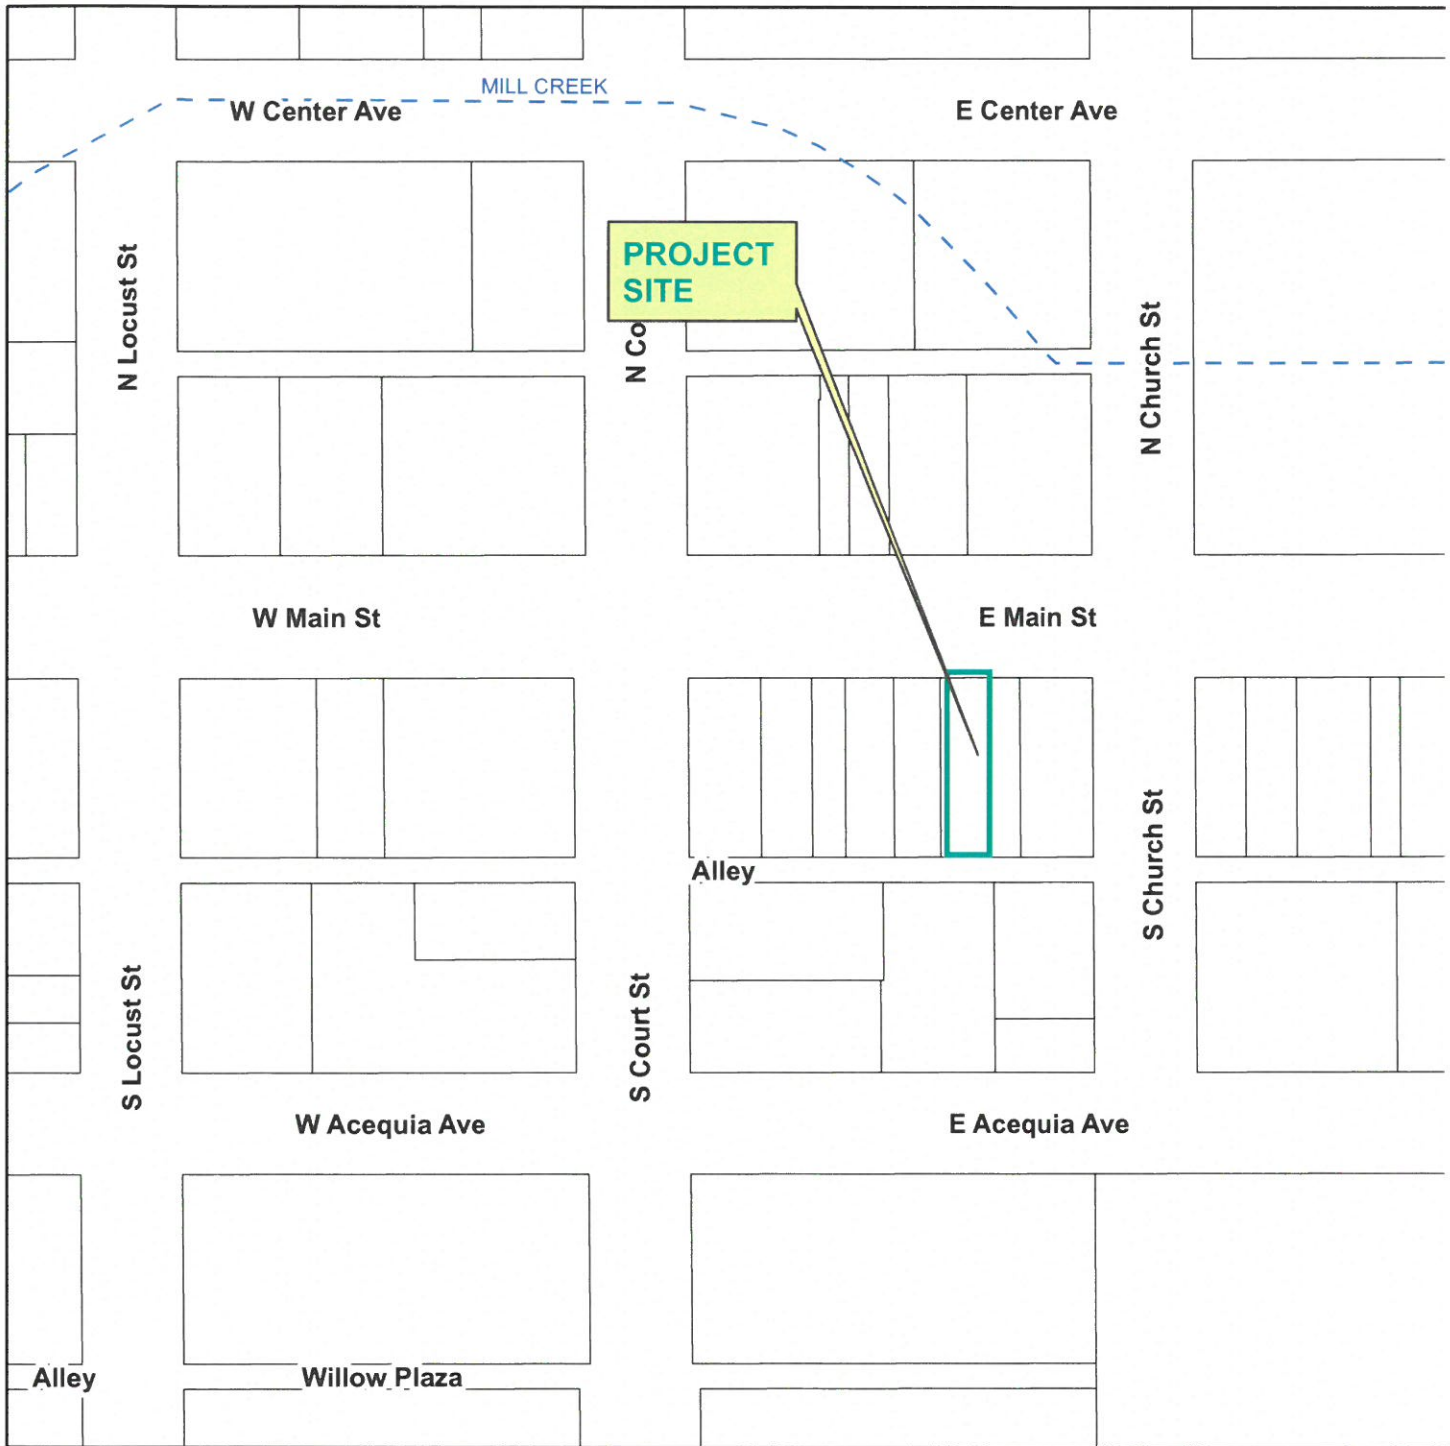 MILL CREEK
W Center Ave
E Center Ave
N Locust St
PROJECT
SITE
N Co
N Church St
W Main St
E Main St
Alley
S Church St
S Locust St
S Court St
W Acequia Ave
E Acequia Ave
Alley
Willow Plaza